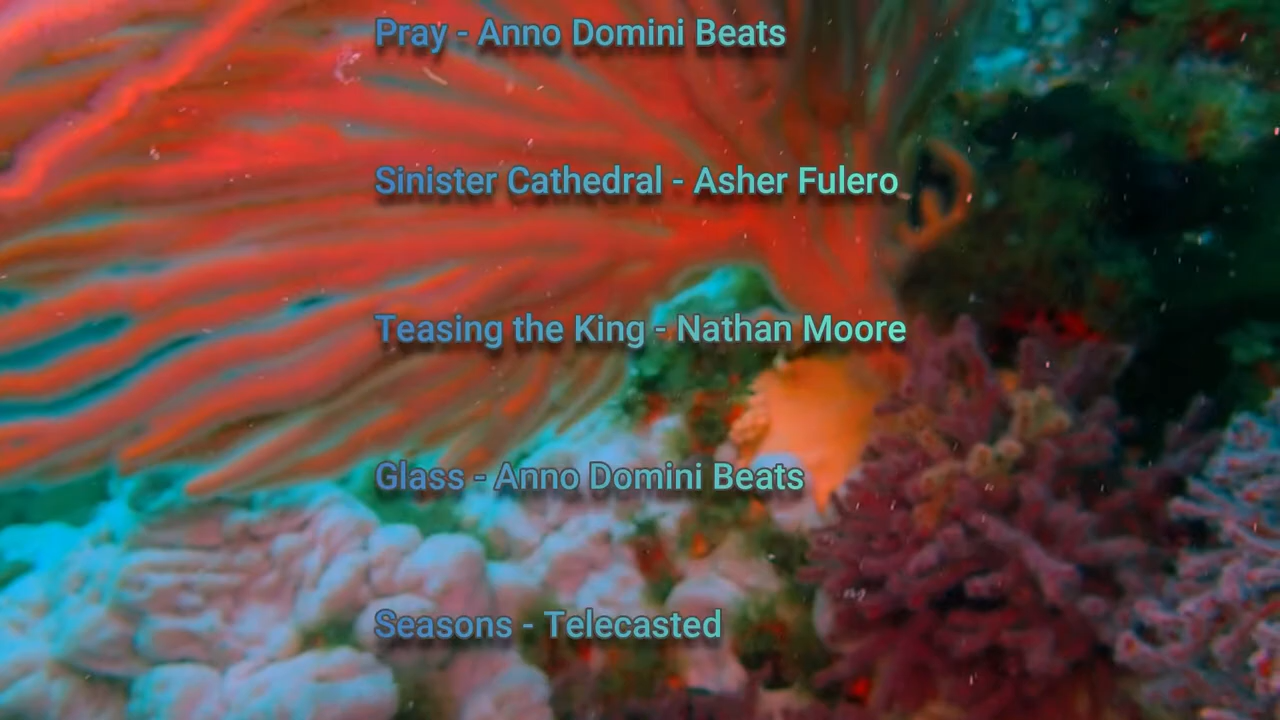 Pray - Anno Domini Beats
Sinister Cathedral - Asher Fulero
Teasing the King - Nathan Moore
Glass - Anno Domini Beats
Seasons - Telecasted